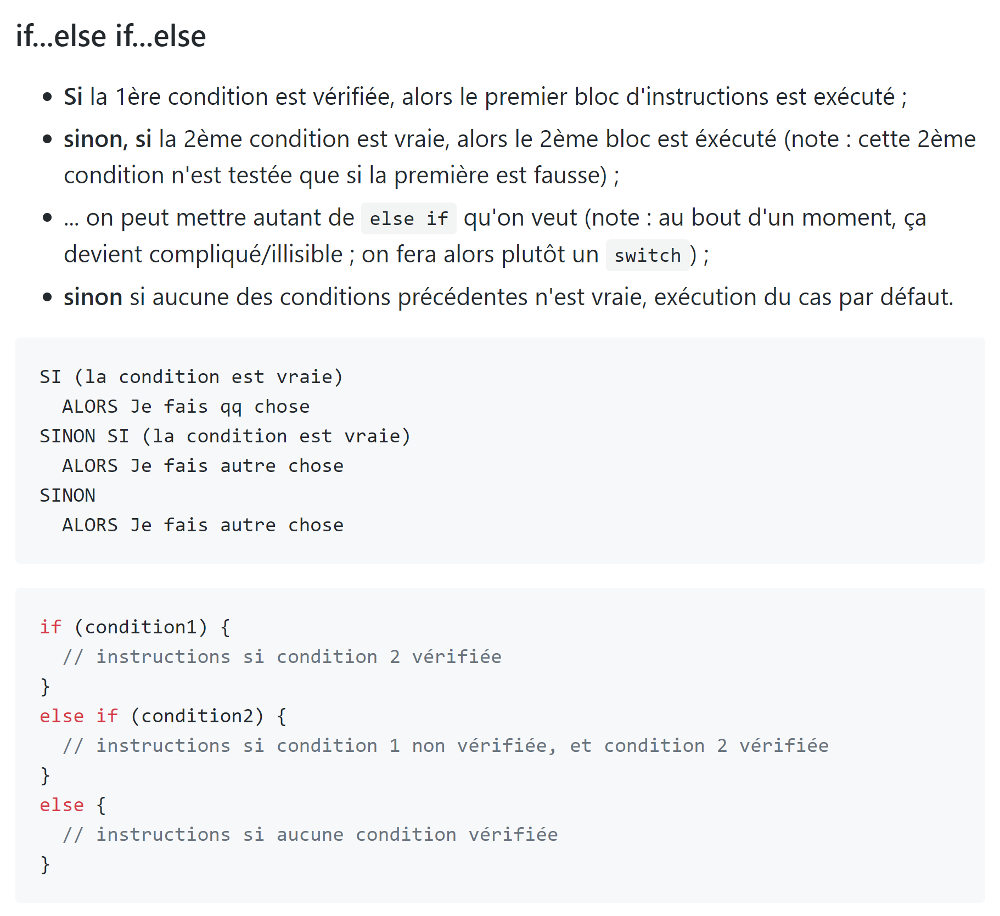 if...else if...else
• Si la 1ère condition est vérifiée, alors le premier bloc d'instructions est exécuté ;
• sinon, si la 2ème condition est vraie, alors le 2ème bloc est éxécuté (note : cette 2ème
condition n'est testée que si la première est fausse) ;
• ... on peut mettre autant de else if qu'on veut (note : au bout d'un moment, ça
devient compliqué/illisible ; on fera alors plutôt un switch) ;
• sinon si aucune des conditions précédentes n'est vraie, exécution du cas par défaut.
SI (la condition est vraie)
  ALORS Je fais qq chose
SINON SI (la condition est vraie)
  ALORS Je fais autre chose
SINON
  ALORS Je fais autre chose
if (condition1) {
  // instructions si condition 2 vérifiée
}
else if (condition2) {
  // instructions si condition 1 non vérifiée, et condition 2 vérifiée
}
else {
  // instructions si aucune condition vérifiée
}